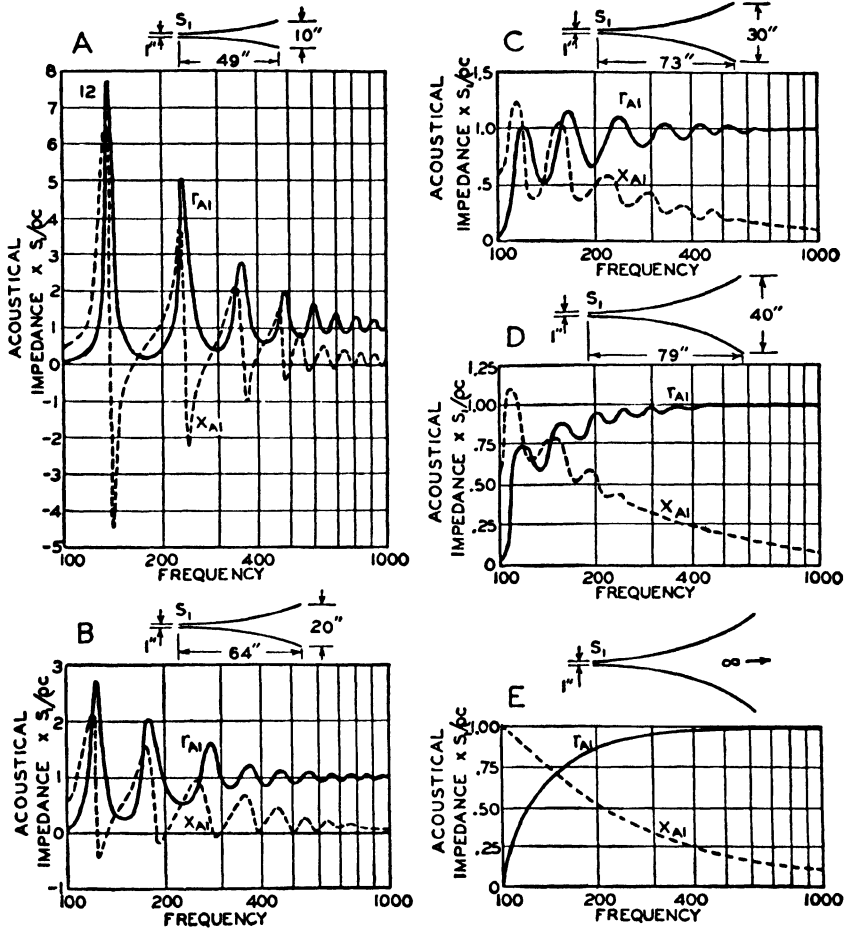 A
S1
1"
10"
49"
8
7
6
5
4
3
2
1
0
-1
-2
-3
-4
-5
12
rA1
xA1
ACOUSTICAL
IMPEDANCE × S1/ρc
100 200 400 1000
FREQUENCY
B
S1
1"
20"
64"
3
2
1
0
-1
rA1
xA1
ACOUSTICAL
IMPEDANCE × S1/ρc
100 200 400 1000
FREQUENCY
C
S1
1"
30"
73"
1.5
1.0
.5
0
rA1
xA1
ACOUSTICAL
IMPEDANCE × S1/ρc
100 200 400 1000
FREQUENCY
D
S1
1"
40"
79"
1.25
1.00
.75
.50
.25
0
rA1
xA1
ACOUSTICAL
IMPEDANCE × S1/ρc
100 200 400 1000
FREQUENCY
E
S1
1"
∞ →
1.00
.75
.50
.25
0
rA1
xA1
ACOUSTICAL
IMPEDANCE × S1/ρc
100 200 400 1000
FREQUENCY